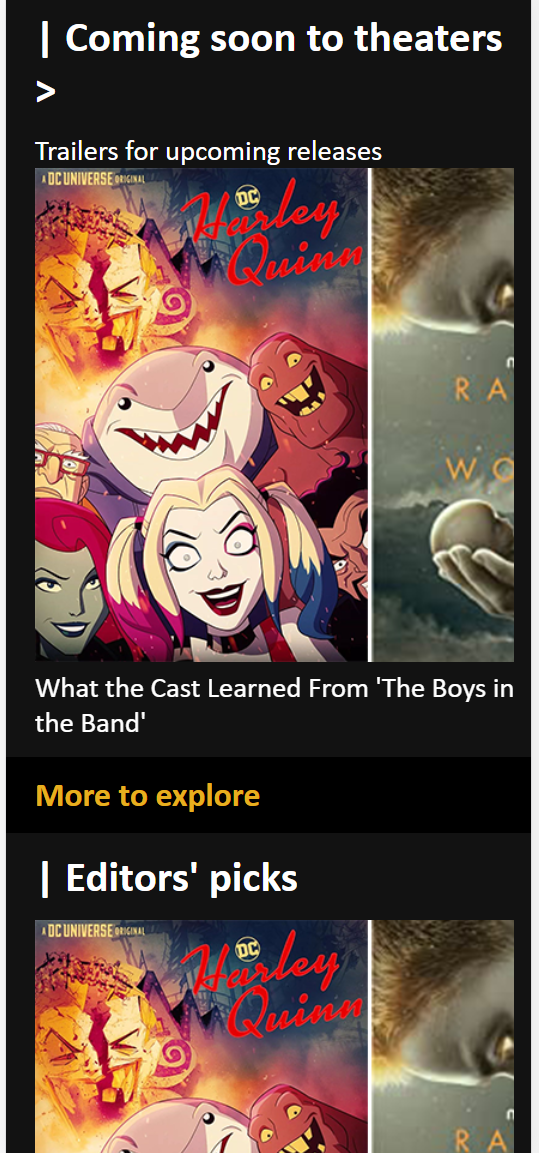 | Coming soon to theaters
>
Trailers for upcoming releases
A DC UNIVERSE ORIGINAL
DC
Harley
Quinn
RA
WO
What the Cast Learned From 'The Boys in
the Band'
More to explore
| Editors' picks
A DC UNIVERSE ORIGINAL
DC
Harley
Quinn
RA